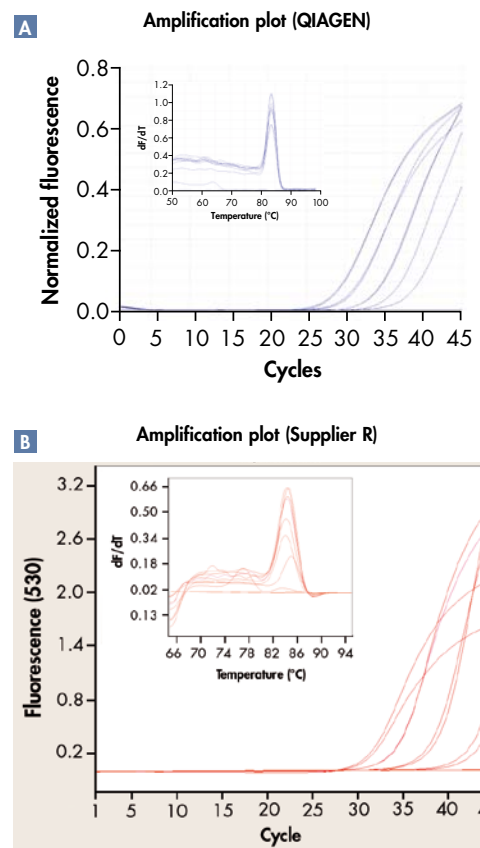 A
Amplification plot (QIAGEN)
Normalized fluorescence
0.8
0.6
0.4
0.2
0.0
dF/dT
1.2
1.0
0.8
0.6
0.4
0.2
0.0
50 60 70 80 90 100
Temperature (°C)
0 5 10 15 20 25 30 35 40 45
Cycles
B
Amplification plot (Supplier R)
Fluorescence (530)
3.2
2.6
2.0
1.4
0.8
0.2
dF/dT
0.66
0.50
0.34
0.18
0.02
0.13
66 70 74 78 82 86 90 94
Temperature (°C)
1 5 10 15 20 25 30 35 40
Cycle